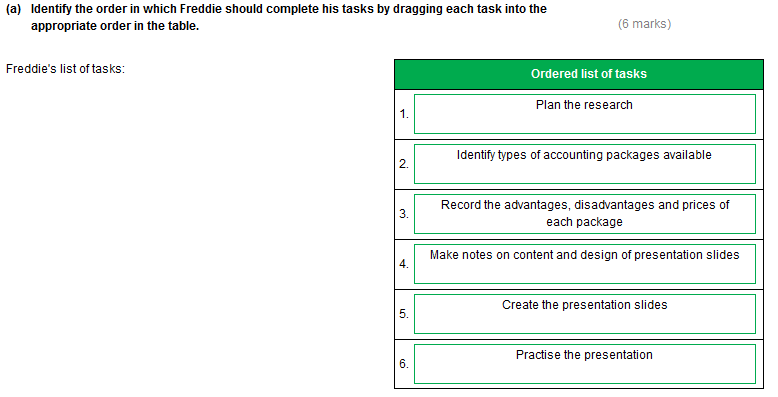 (a) Identify the order in which Freddie should complete his tasks by dragging each task into the
appropriate order in the table.
(6 marks)
Freddie's list of tasks:
Ordered list of tasks
1. Plan the research
2. Identify types of accounting packages available
3. Record the advantages, disadvantages and prices of
each package
4. Make notes on content and design of presentation slides
5. Create the presentation slides
6. Practise the presentation